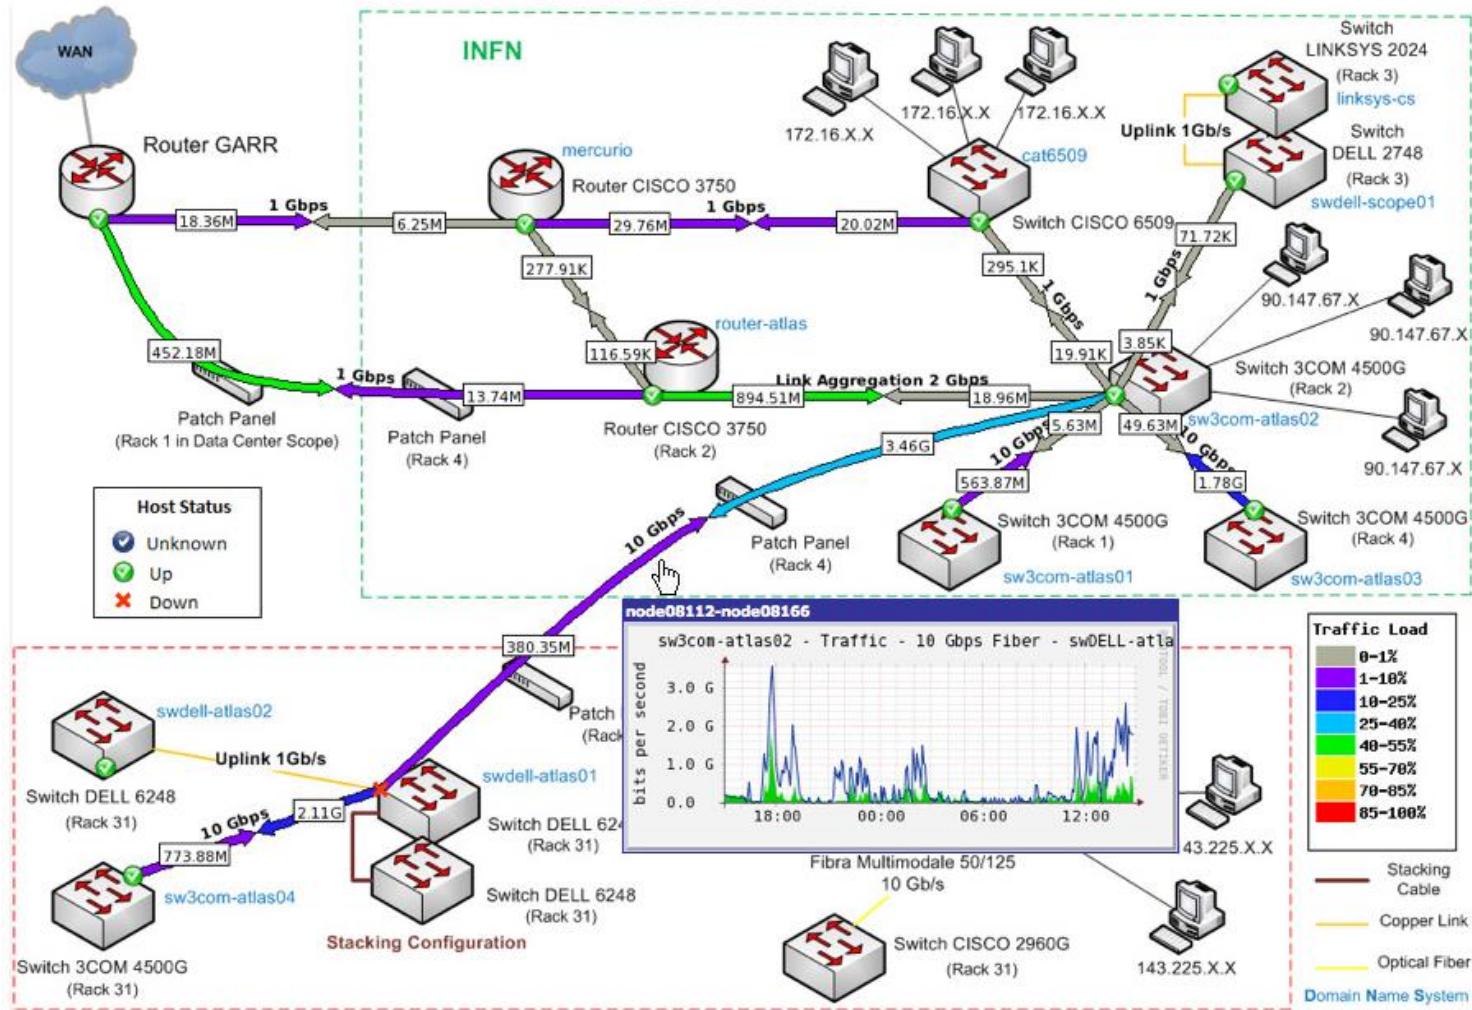 WAN
INFN
Router GARR
mercurio
Router CISCO 3750
172.16.X.X
172.16.X.X
172.16.X.X
cat6509
Switch CISCO 6509
Switch
LINKSYS 2024
(Rack 3)
linksys-cs
Uplink 1Gb/s
Switch
DELL 2748
(Rack 3)
swdell-scope01
1 Gbps
18.36M
6.25M
1 Gbps
29.76M
20.02M
277.91K
295.1K
71.72K
1 Gbps
1 Gbps
90.147.67.X
90.147.67.X
90.147.67.X
router-atlas
116.59K
19.91K
3.85K
452.18M
1 Gbps
13.74M
Link Aggregation 2 Gbps
894.51M
18.96M
Switch 3COM 4500G
(Rack 2)
sw3com-atlas02
Patch Panel
(Rack 1 in Data Center Scope)
Patch Panel
(Rack 4)
Router CISCO 3750
(Rack 2)
3.46G
5.63M
49.63M
10 Gbps
10 Gbps
563.87M
1.78G
Host Status
Unknown
Up
Down
10 Gbps
Patch Panel
(Rack 4)
Switch 3COM 4500G
(Rack 1)
sw3com-atlas01
Switch 3COM 4500G
(Rack 4)
sw3com-atlas03
node08112-node08166
sw3com-atlas02 - Traffic - 10 Gbps Fiber - swDELL-atla
bits per second
3.0 G
2.0 G
1.0 G
0.0
18:00
00:00
06:00
12:00
Traffic Load
0-1%
1-10%
10-25%
25-40%
40-55%
55-70%
70-85%
85-100%
380.35M
Patch
(Rack
swdell-atlas02
Uplink 1Gb/s
Switch DELL 6248
(Rack 31)
swdell-atlas01
Switch DELL 624
(Rack 31)
2.11G
10 Gbps
773.88M
sw3com-atlas04
Switch 3COM 4500G
(Rack 31)
Switch DELL 6248
(Rack 31)
Stacking Configuration
Fibra Multimodale 50/125
10 Gb/s
Switch CISCO 2960G
(Rack 31)
43.225.X.X
143.225.X.X
Stacking
Cable
Copper Link
Optical Fiber
Domain Name System